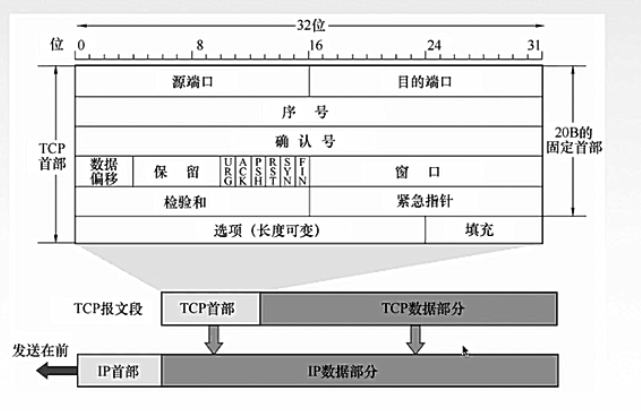 32位
位 0 8 16 24 31
源端口 目的端口
序 号
确 认 号
TCP首部
20B的固定首部
数据偏移 保 留 URG ACK PSH RST SYN FIN 窗 口
检验和 紧急指针
选项（长度可变） 填充
TCP报文段 TCP首部 TCP数据部分
发送在前
IP首部 IP数据部分